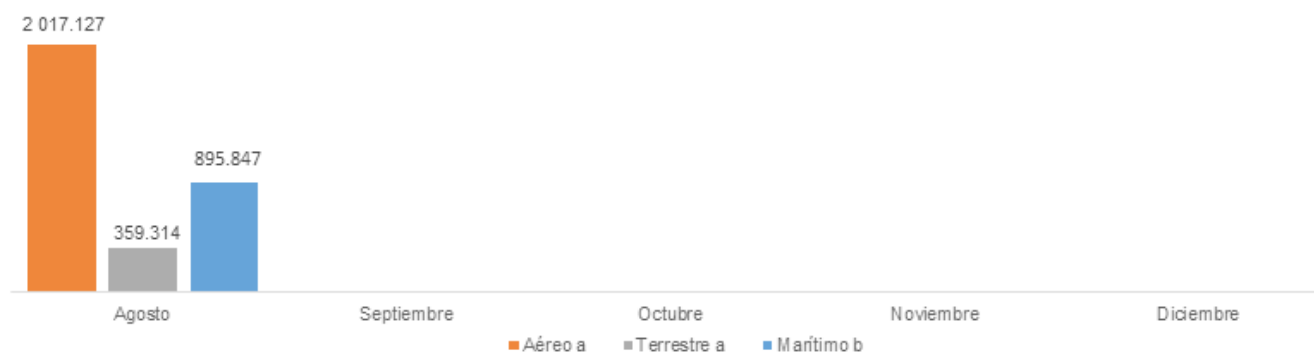 2 017.127
895.847
359.314
Agosto Septiembre Octubre Noviembre Diciembre
Aéreo a Terrestre a Marítimo b